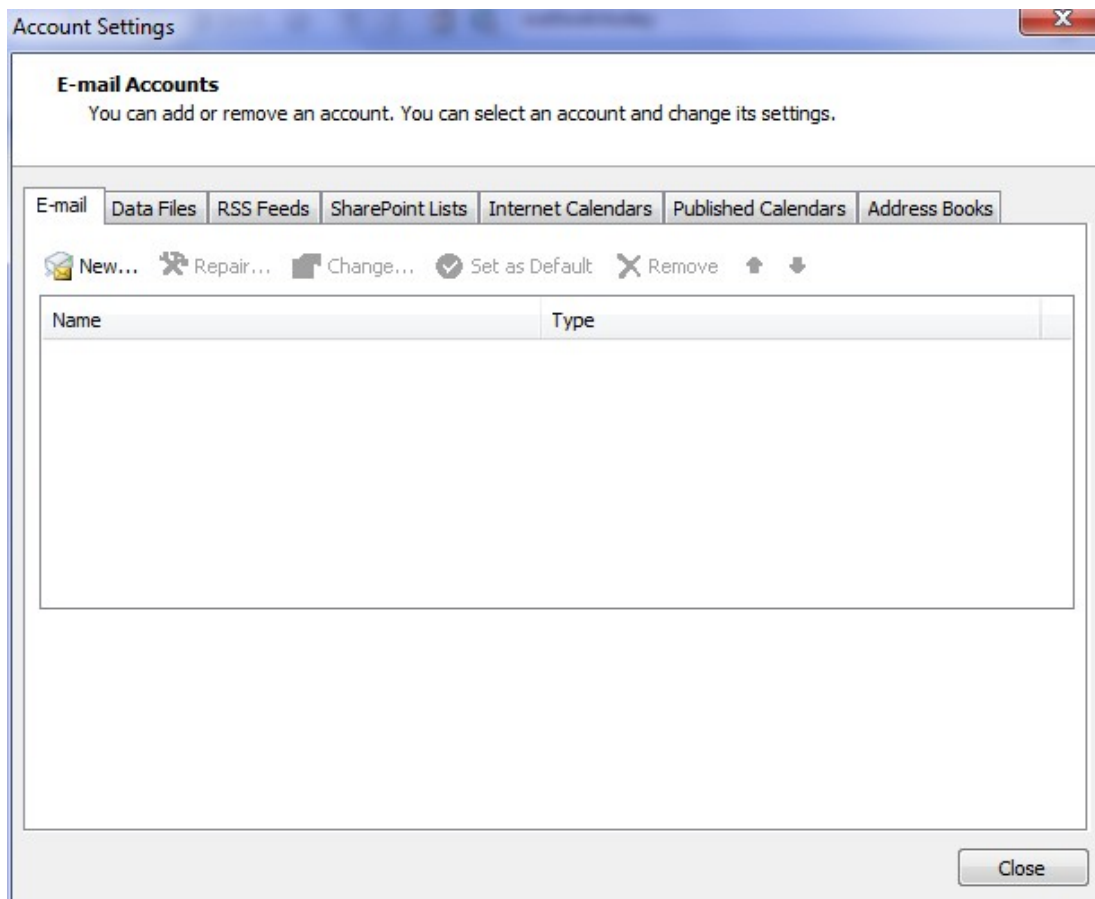 Account Settings
E-mail Accounts
You can add or remove an account. You can select an account and change its settings.
E-mail Data Files RSS Feeds SharePoint Lists Internet Calendars Published Calendars Address Books
New... Repair... Change... Set as Default Remove
Name Type
Close